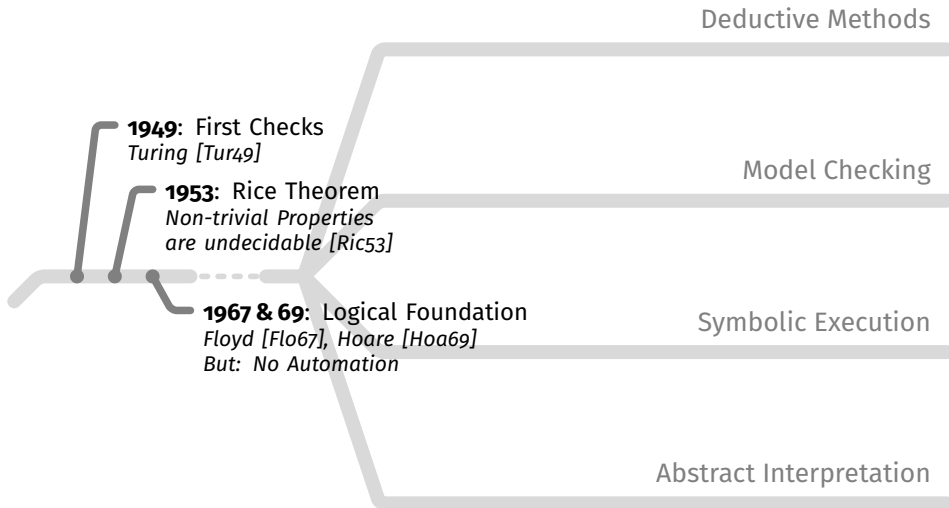 Deductive Methods
1949: First Checks
Turing [Tur49]
Model Checking
1953: Rice Theorem
Non-trivial Properties
are undecidable [Ric53]
1967 & 69: Logical Foundation
Floyd [Flo67], Hoare [Hoa69]
But: No Automation
Symbolic Execution
Abstract Interpretation